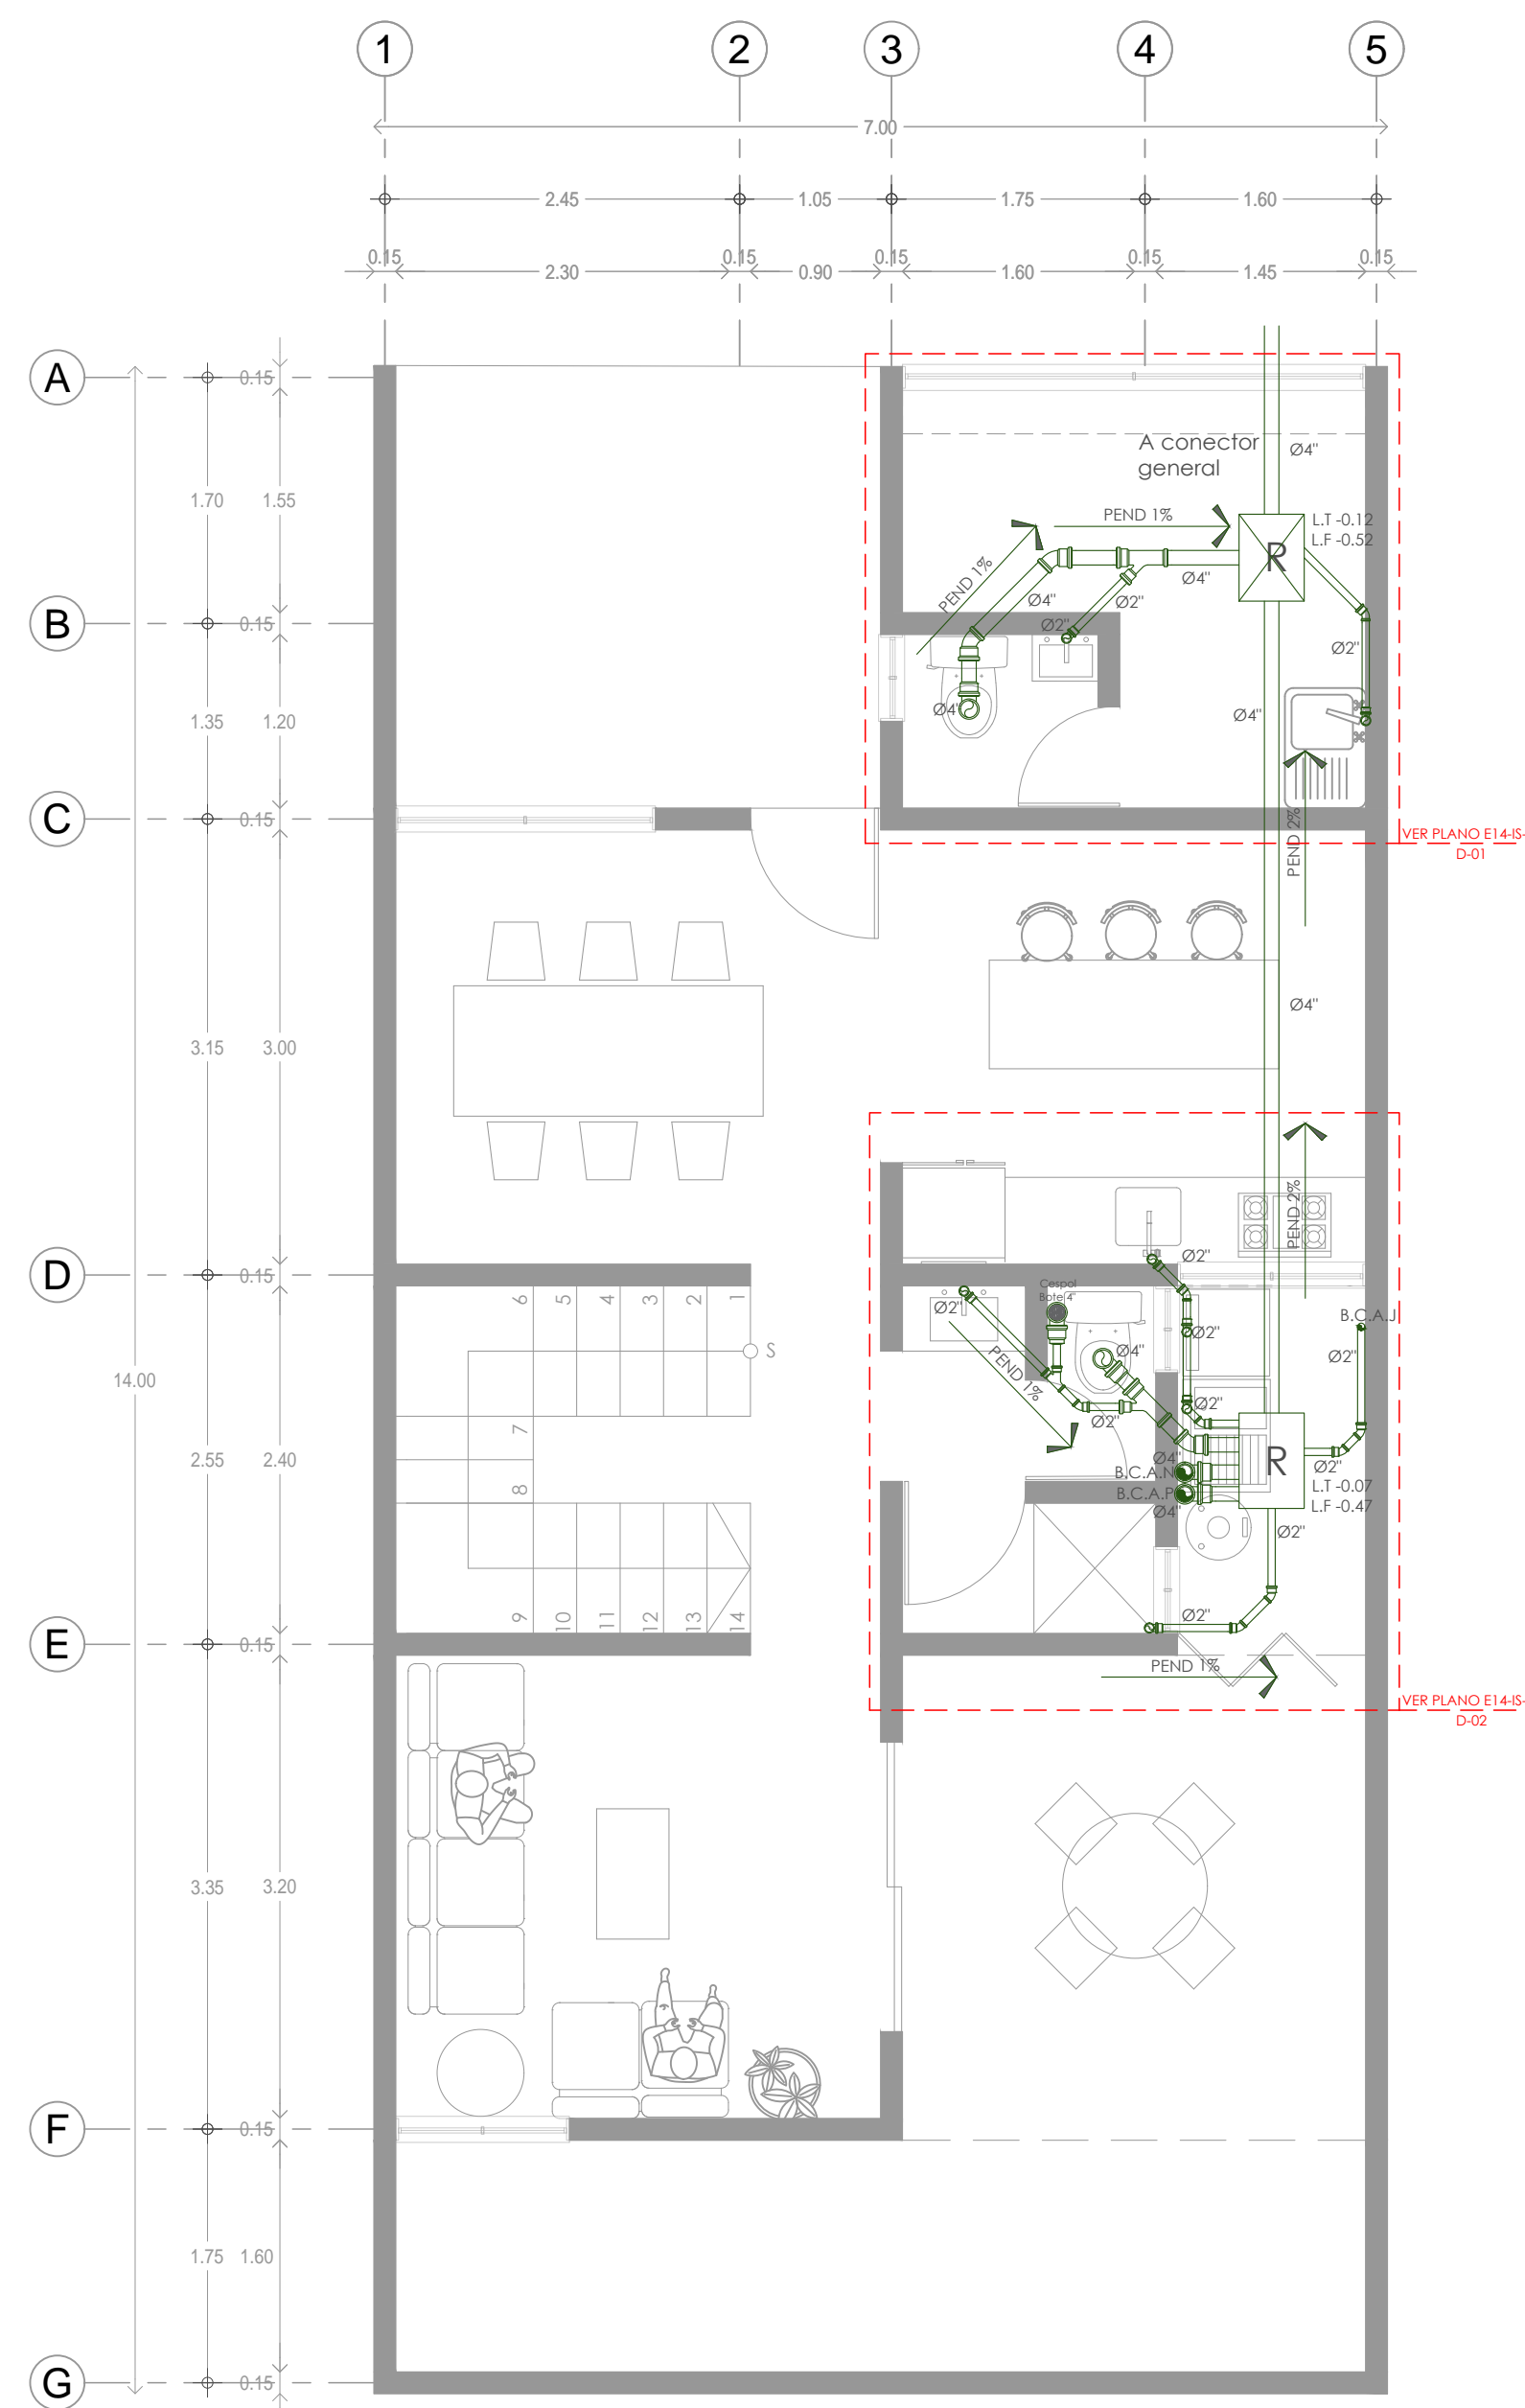 1 2 3 4 5
7.00
2.45 1.05 1.75 1.60
0.15 0.15 0.15 0.15 0.15
2.30 0.90 1.60 1.45
A
0.15
A conector
general
Ø4"
1.70 1.55
PEND 1%
L.T -0.12
L.F -0.52
R
PEND 1%
Ø4"
Ø4"
Ø2"
B
0.15
Ø2"
Ø2"
Ø4"
Ø4"
1.35 1.20
C
0.15
PEND 2%
VER PLANO E14-IS-
D-01
Ø4"
3.15 3.00
PEND 2%
Ø2"
D
0.15
Cespol
Bote 4"
6 5 4 3 2 1
Ø2"
B.C.A.J
Ø2"
S
Ø4"
Ø2"
PEND 1%
14.00
Ø2"
Ø2"
7
2.55 2.40
Ø4"
R
Ø2"
B.C.A.N
8
L.T -0.07
B.C.A.P
L.F -0.47
Ø4"
Ø2"
9 10 11 12 13 14
Ø2"
E
0.15
PEND 1%
VER PLANO E14-IS-
D-02
3.35 3.20
F
0.15
1.75 1.60
G
0.15